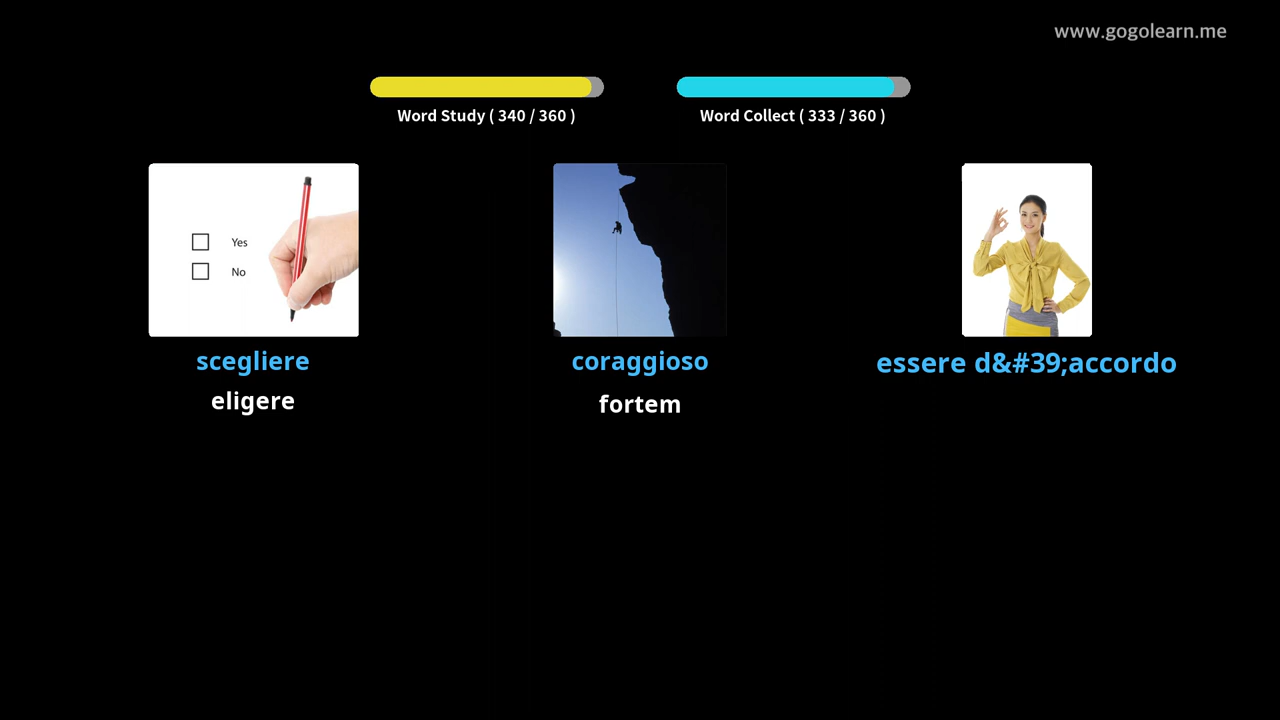 www.gogolearn.me
Word Study ( 340 / 360 )
Word Collect ( 333 / 360 )
Yes
No
scegliere
coraggioso
essere d&#39;accordo
eligere
fortem